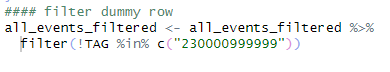 #### filter dummy row
all_events_filtered <- all_events_filtered %>%
  filter(!TAG %in% c("230000999999"))